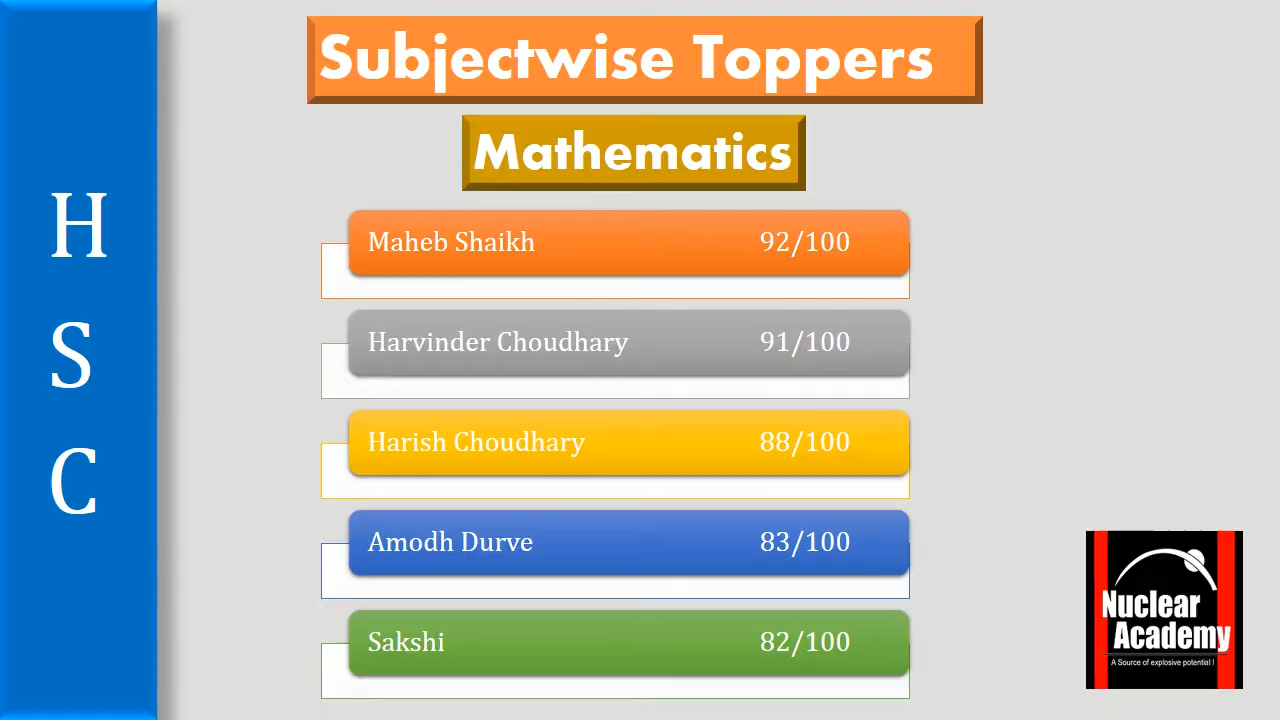 Subjectwise Toppers
Mathematics
H
S
C
Maheb Shaikh 92/100
Harvinder Choudhary 91/100
Harish Choudhary 88/100
Amodh Durve 83/100
Sakshi 82/100
Nuclear
Academy
A Source of explosive potential !